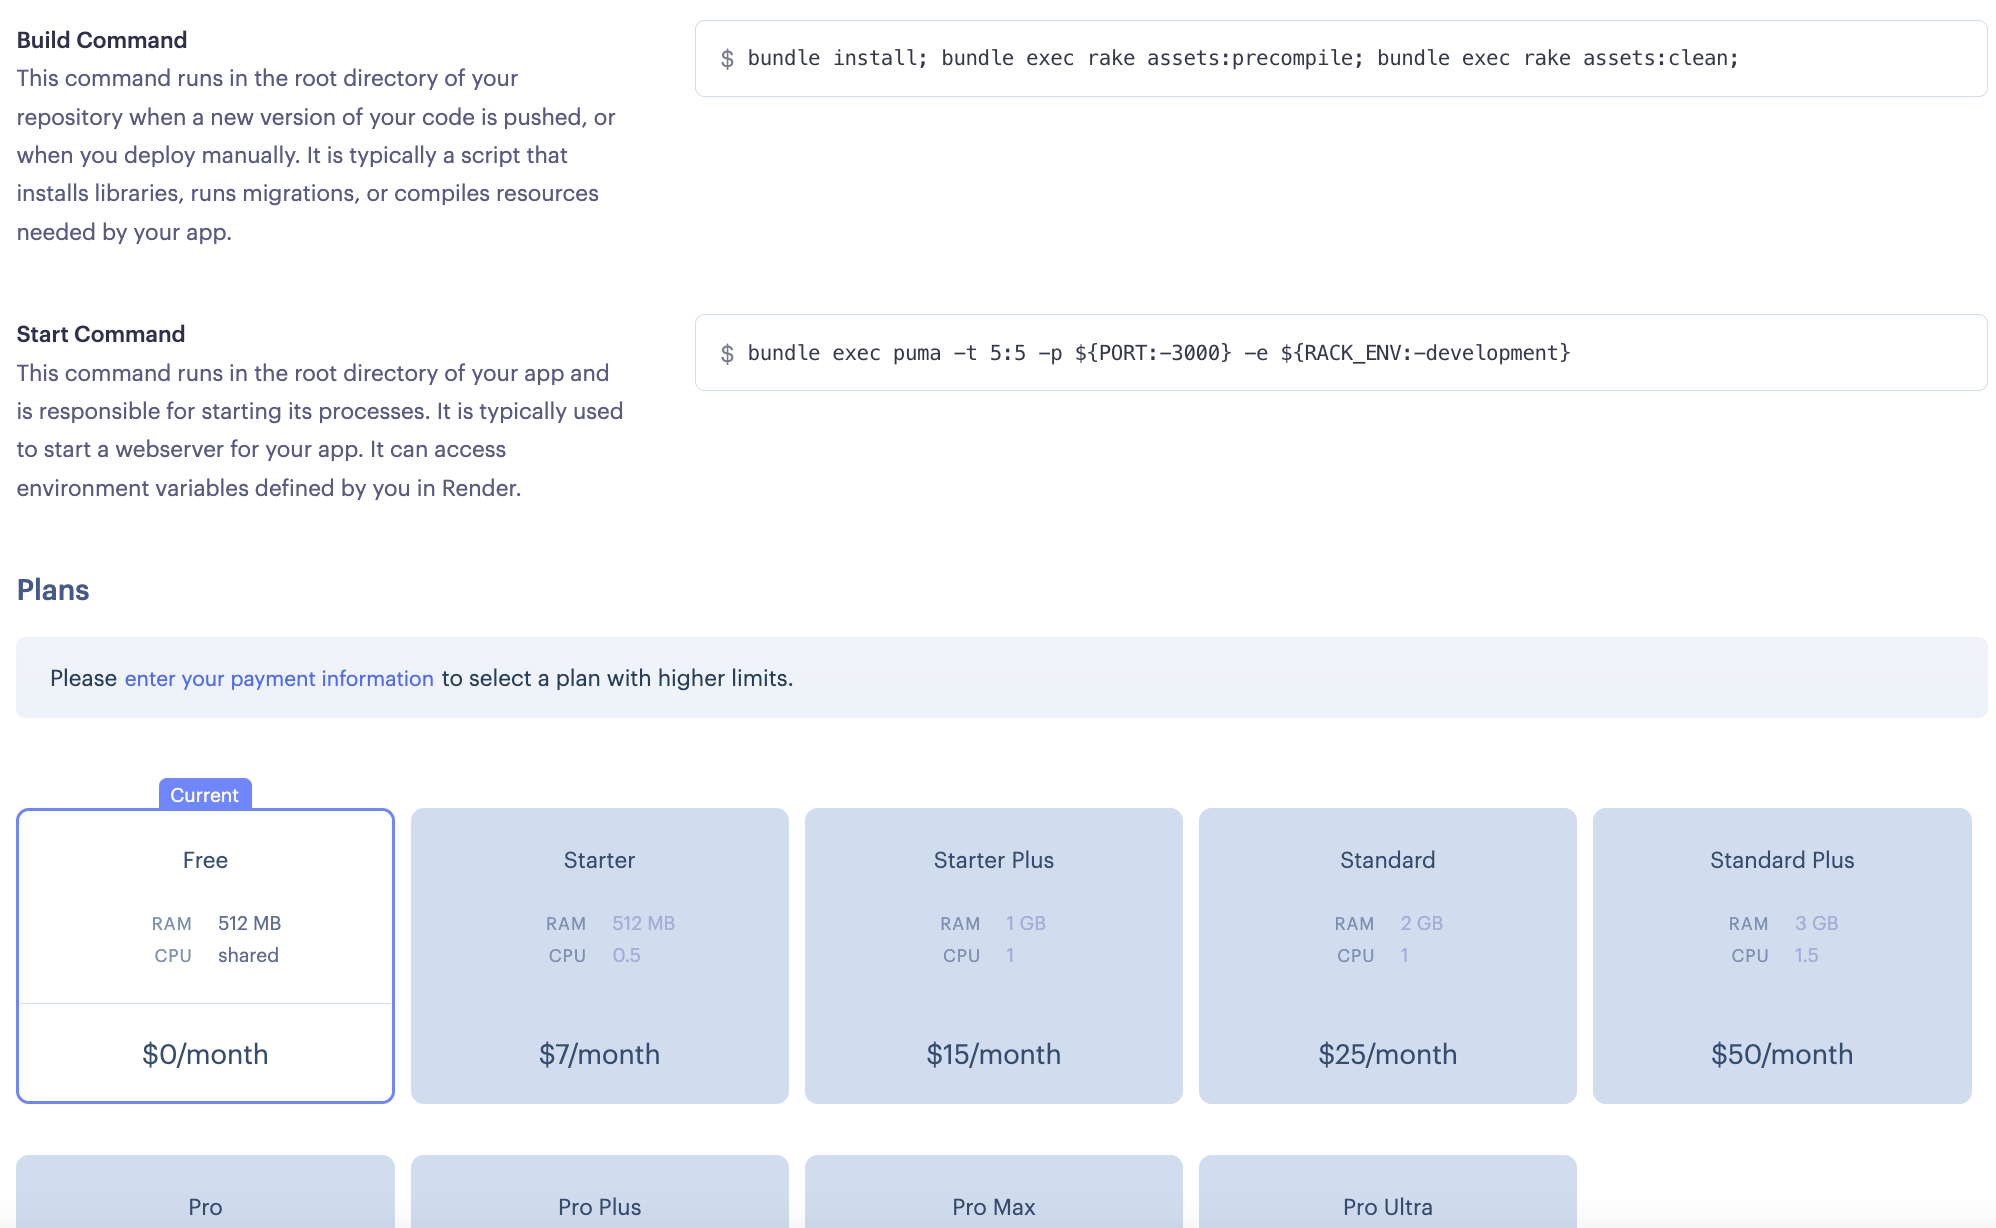 Build Command
This command runs in the root directory of your
repository when a new version of your code is pushed, or
when you deploy manually. It is typically a script that
installs libraries, runs migrations, or compiles resources
needed by your app.
$ bundle install; bundle exec rake assets:precompile; bundle exec rake assets:clean;
Start Command
This command runs in the root directory of your app and
is responsible for starting its processes. It is typically used
to start a webserver for your app. It can access
environment variables defined by you in Render.
$ bundle exec puma -t 5:5 -p ${PORT:-3000} -e ${RACK_ENV:-development}
Plans
Please enter your payment information to select a plan with higher limits.
Current
Free
RAM 512 MB
CPU shared
$0/month
Starter
RAM 512 MB
CPU 0.5
$7/month
Starter Plus
RAM 1 GB
CPU 1
$15/month
Standard
RAM 2 GB
CPU 1
$25/month
Standard Plus
RAM 3 GB
CPU 1.5
$50/month
Pro
Pro Plus
Pro Max
Pro Ultra